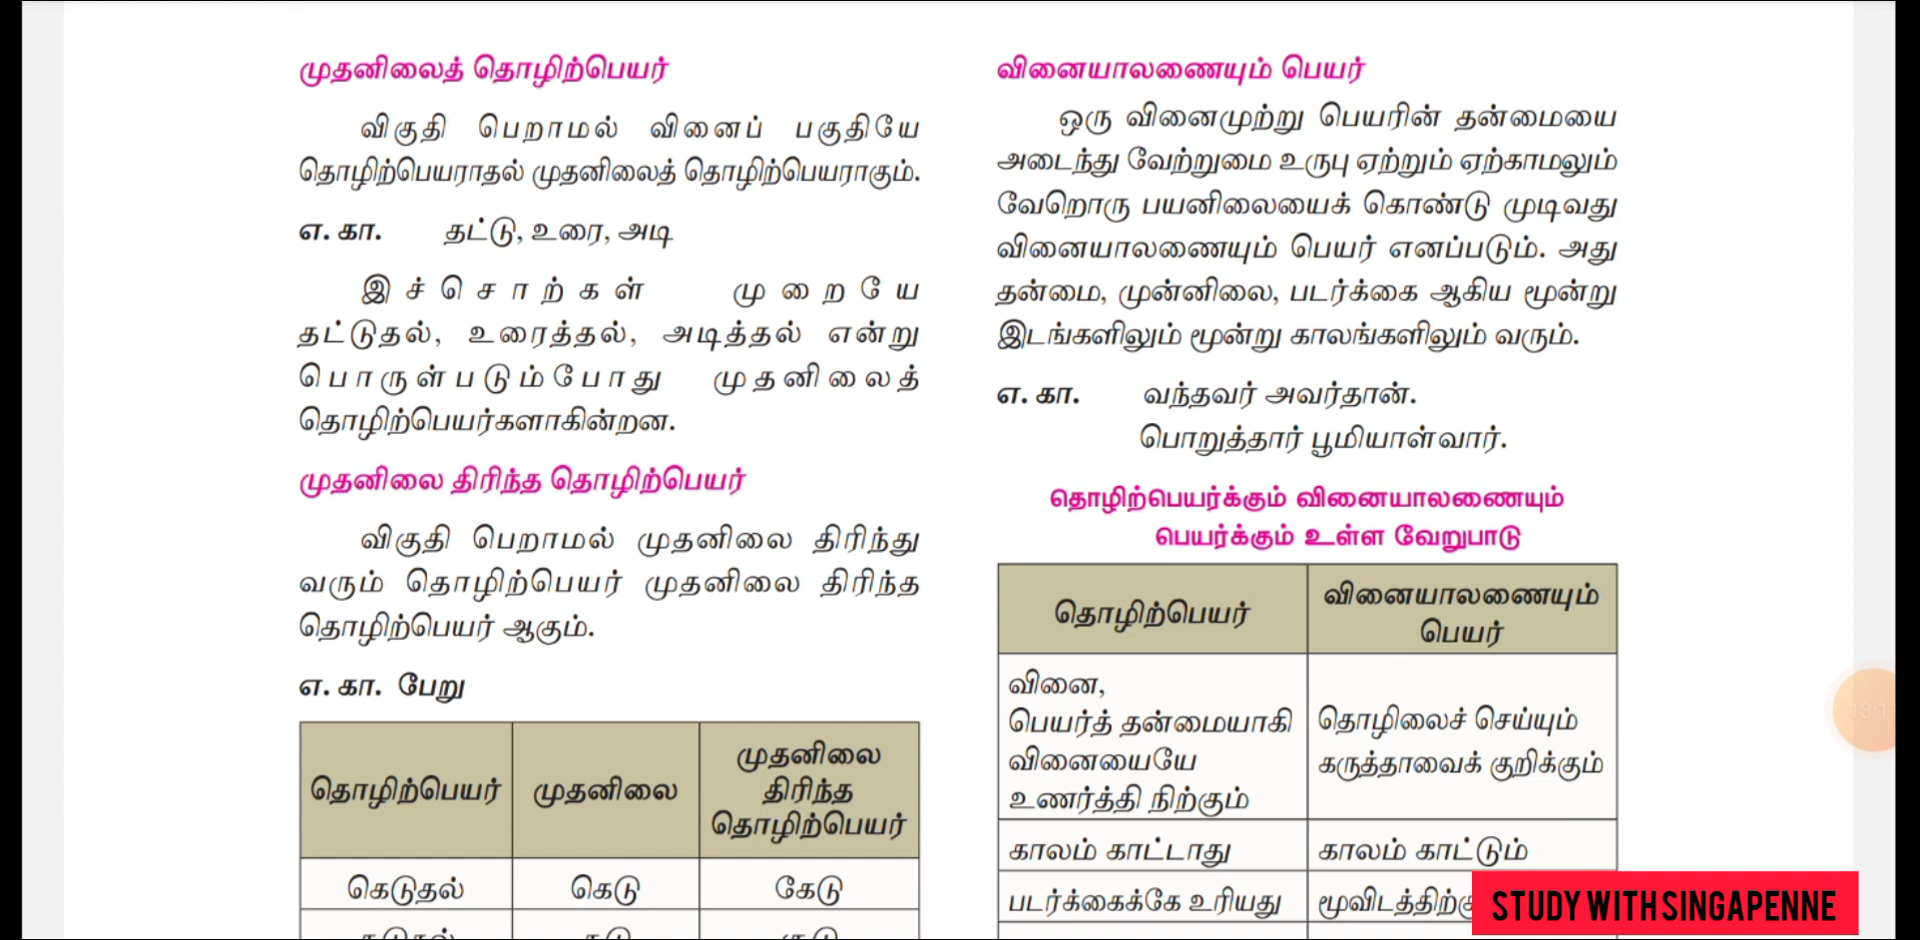 முதனிலைத் தொழிற்பெயர்
விகுதி பெறாமல் வினைப் பகுதியே
தொழிற்பெயராதல் முதனிலைத் தொழிற்பெயராகும்.
எ. கா. தட்டு, உரை, அடி
இச்சொற்கள் முறையே
தட்டுதல், உரைத்தல், அடித்தல் என்று
பொருள்படும்போது முதனிலைத்
தொழிற்பெயர்களாகின்றன.
முதனிலை திரிந்த தொழிற்பெயர்
விகுதி பெறாமல் முதனிலை திரிந்து
வரும் தொழிற்பெயர் முதனிலை திரிந்த
தொழிற்பெயர் ஆகும்.
எ. கா. பேறு
தொழிற்பெயர் முதனிலை முதனிலை
திரிந்த
தொழிற்பெயர்
கெடுதல் கெடு கேடு
வினையாலணையும் பெயர்
ஒரு வினைமுற்று பெயரின் தன்மையை
அடைந்து வேற்றுமை உருபு ஏற்றும் ஏற்காமலும்
வேறொரு பயனிலையைக் கொண்டு முடிவது
வினையாலணையும் பெயர் எனப்படும். அது
தன்மை, முன்னிலை, படர்க்கை ஆகிய மூன்று
இடங்களிலும் மூன்று காலங்களிலும் வரும்.
எ. கா. வந்தவர் அவர்தான்.
பொறுத்தார் பூமியாள்வார்.
தொழிற்பெயர்க்கும் வினையாலணையும்
பெயர்க்கும் உள்ள வேறுபாடு
தொழிற்பெயர் வினையாலணையும்
பெயர்
வினை,
பெயர்த் தன்மையாகி
வினையையே
உணர்த்தி நிற்கும்
தொழிலைச் செய்யும்
கருத்தாவைக் குறிக்கும்
காலம் காட்டாது காலம் காட்டும்
படர்க்கைக்கே உரியது
STUDY WITH SINGAPENNE